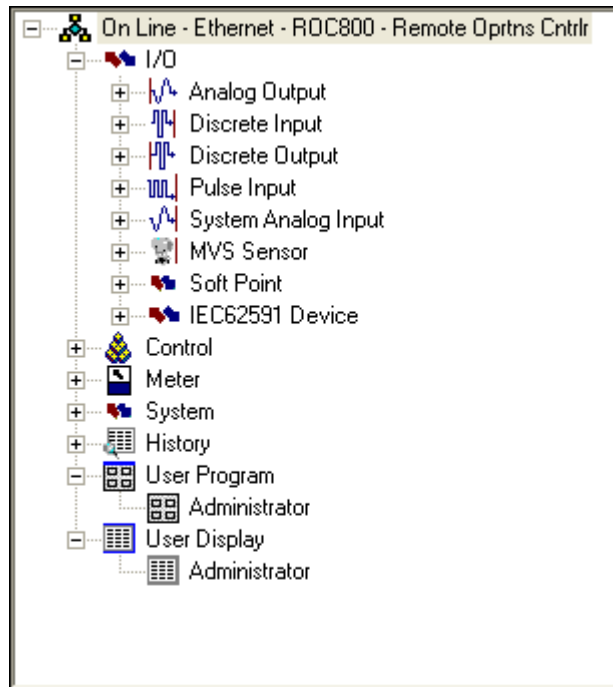 On Line - Ethernet - ROC800 - Remote Oprtns Cntrlr
I/O
Analog Output
Discrete Input
Discrete Output
Pulse Input
System Analog Input
MVS Sensor
Soft Point
IEC62591 Device
Control
Meter
System
History
User Program
Administrator
User Display
Administrator